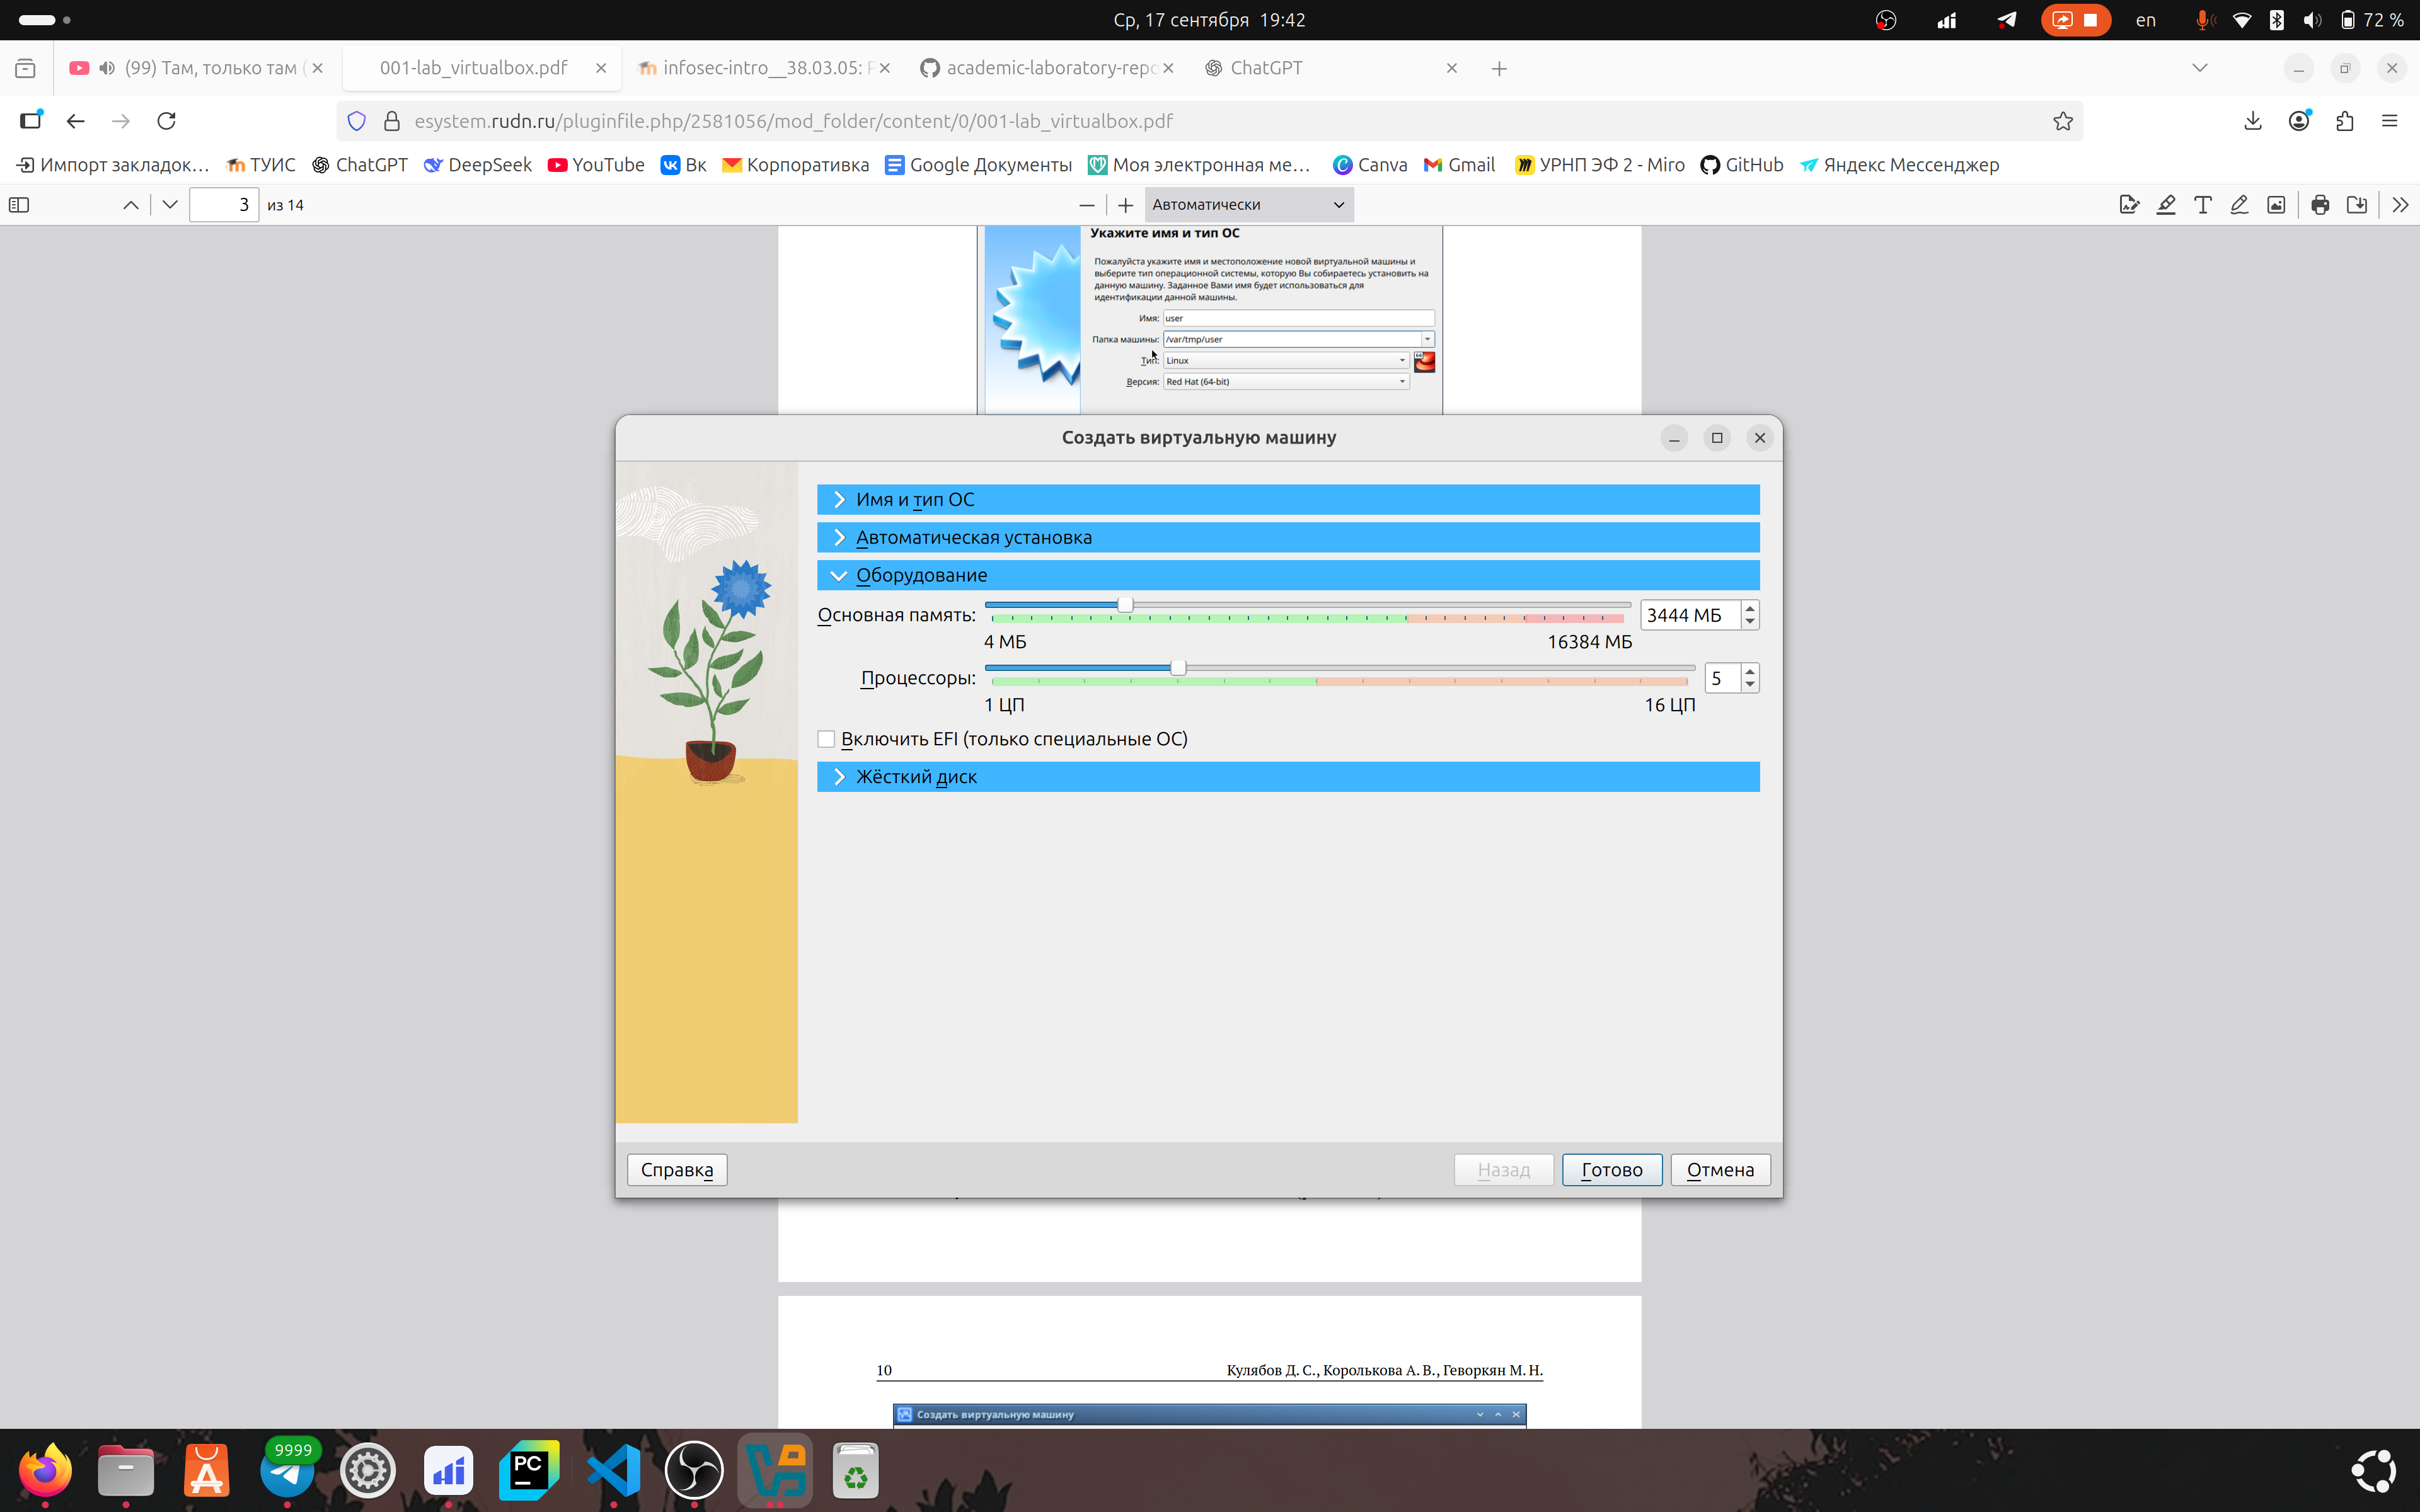 Ср, 17 сентября 19:42
en
72 %
(99) Там, только там (
001-lab_virtualbox.pdf
infosec-intro__38.03.05:
academic-laboratory-repo
ChatGPT
esystem.rudn.ru/pluginfile.php/2581056/mod_folder/content/0/001-lab_virtualbox.pdf
Импорт закладок…
ТУИС
ChatGPT
DeepSeek
YouTube
Вк
Корпоративка
Google Документы
Моя электронная ме…
Canva
Gmail
УРНП ЭФ 2 - Miro
GitHub
Яндекс Мессенджер
3 из 14
Автоматически
Укажите имя и тип ОС
Пожалуйста укажите имя и местоположение новой виртуальной машины и
выберите тип операционной системы, которую Вы собираетесь установить на
данную машину. Заданное Вами имя будет использоваться для
идентификации данной машины.
Имя: user
Папка машины: /var/tmp/user
Тип: Linux
64
Версия: Red Hat (64-bit)
Создать виртуальную машину
Имя и тип ОС
Автоматическая установка
Оборудование
Основная память: 3444 МБ
4 МБ 16384 МБ
Процессоры: 5
1 ЦП 16 ЦП
Включить EFI (только специальные ОС)
Жёсткий диск
Справка
Назад
Готово
Отмена
10 Кулябов Д. С., Королькова А. В., Геворкян М. Н.
Создать виртуальную машину
9999
PC